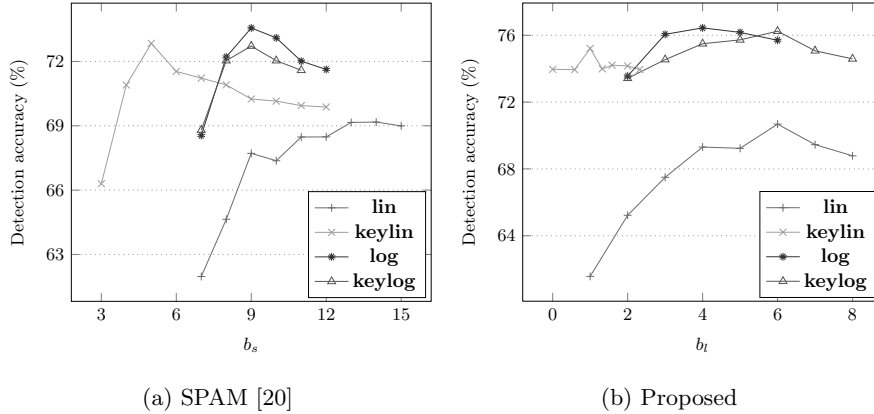 Detection accuracy (%)
72
69
66
63
3
6
9
12
15
b_s
lin
keylin
log
keylog
(a) SPAM [20]
Detection accuracy (%)
76
72
68
64
0
2
4
6
8
b_l
lin
keylin
log
keylog
(b) Proposed